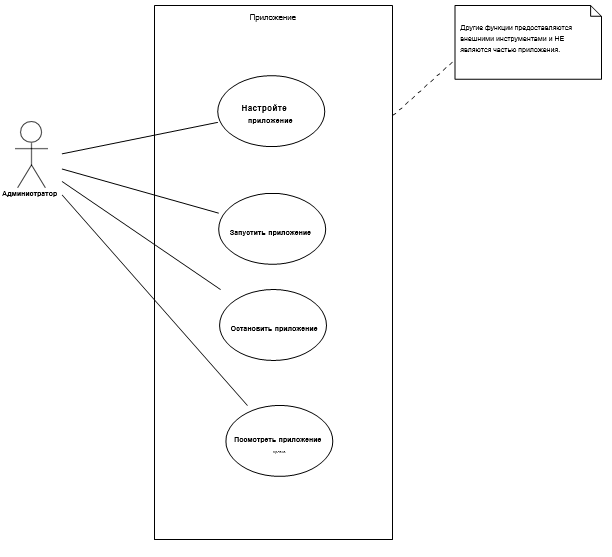 Приложение
Другие функции предоставляются
внешними инструментами и НЕ
являются частью приложения.
Настройте
приложение
Администратор
Запустить приложение
Остановить приложение
Посмотреть приложение